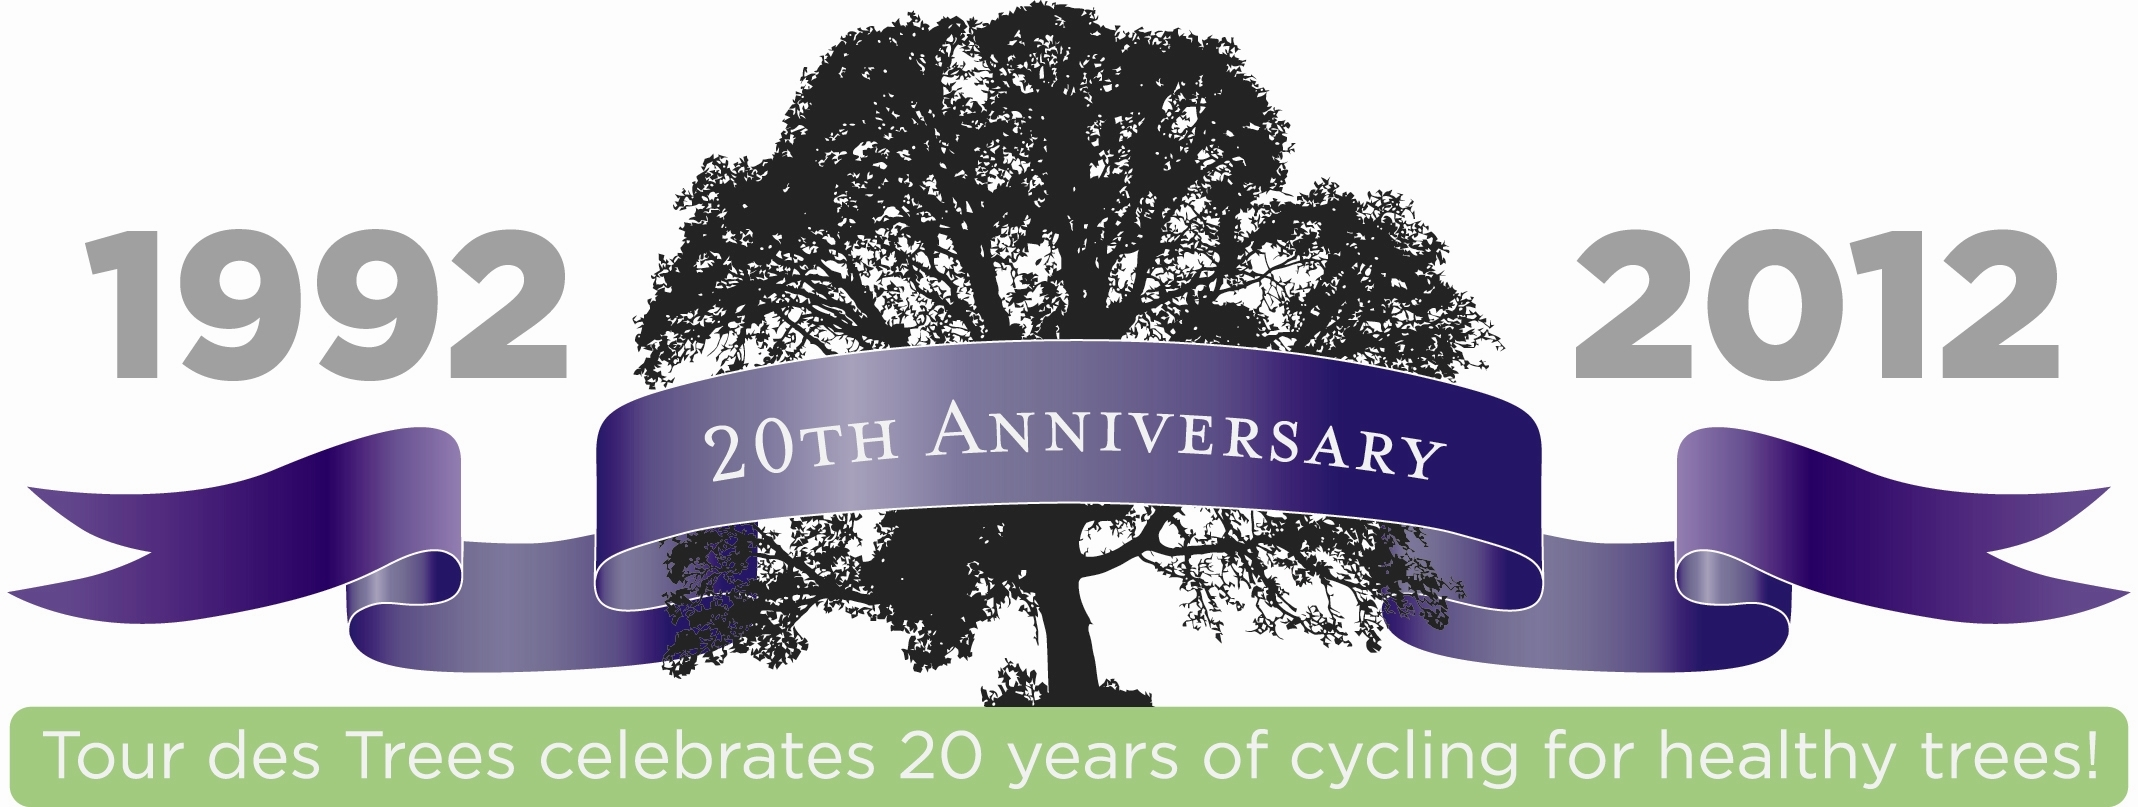 1992
2012
20TH ANNIVERSARY
Tour des Trees celebrates 20 years of cycling for healthy trees!